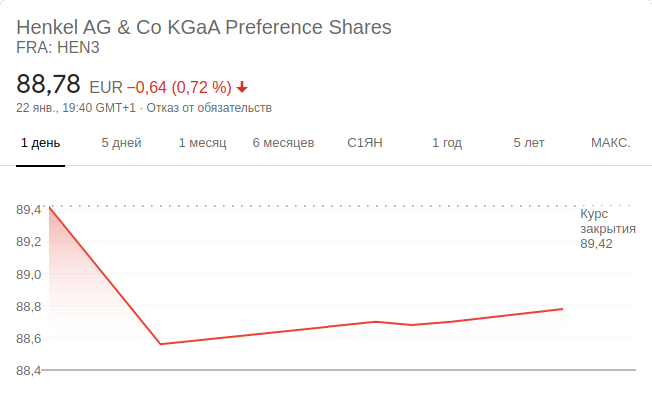 Henkel AG & Co KGaA Preference Shares
FRA: HEN3
88,78 EUR −0,64 (0,72 %)
22 янв., 19:40 GMT+1 · Отказ от обязательств
1 день 5 дней 1 месяц 6 месяцев С1ЯН 1 год 5 лет МАКС.
89,4
Курс
закрытия
89,42
89,2
89,0
88,8
88,6
88,4